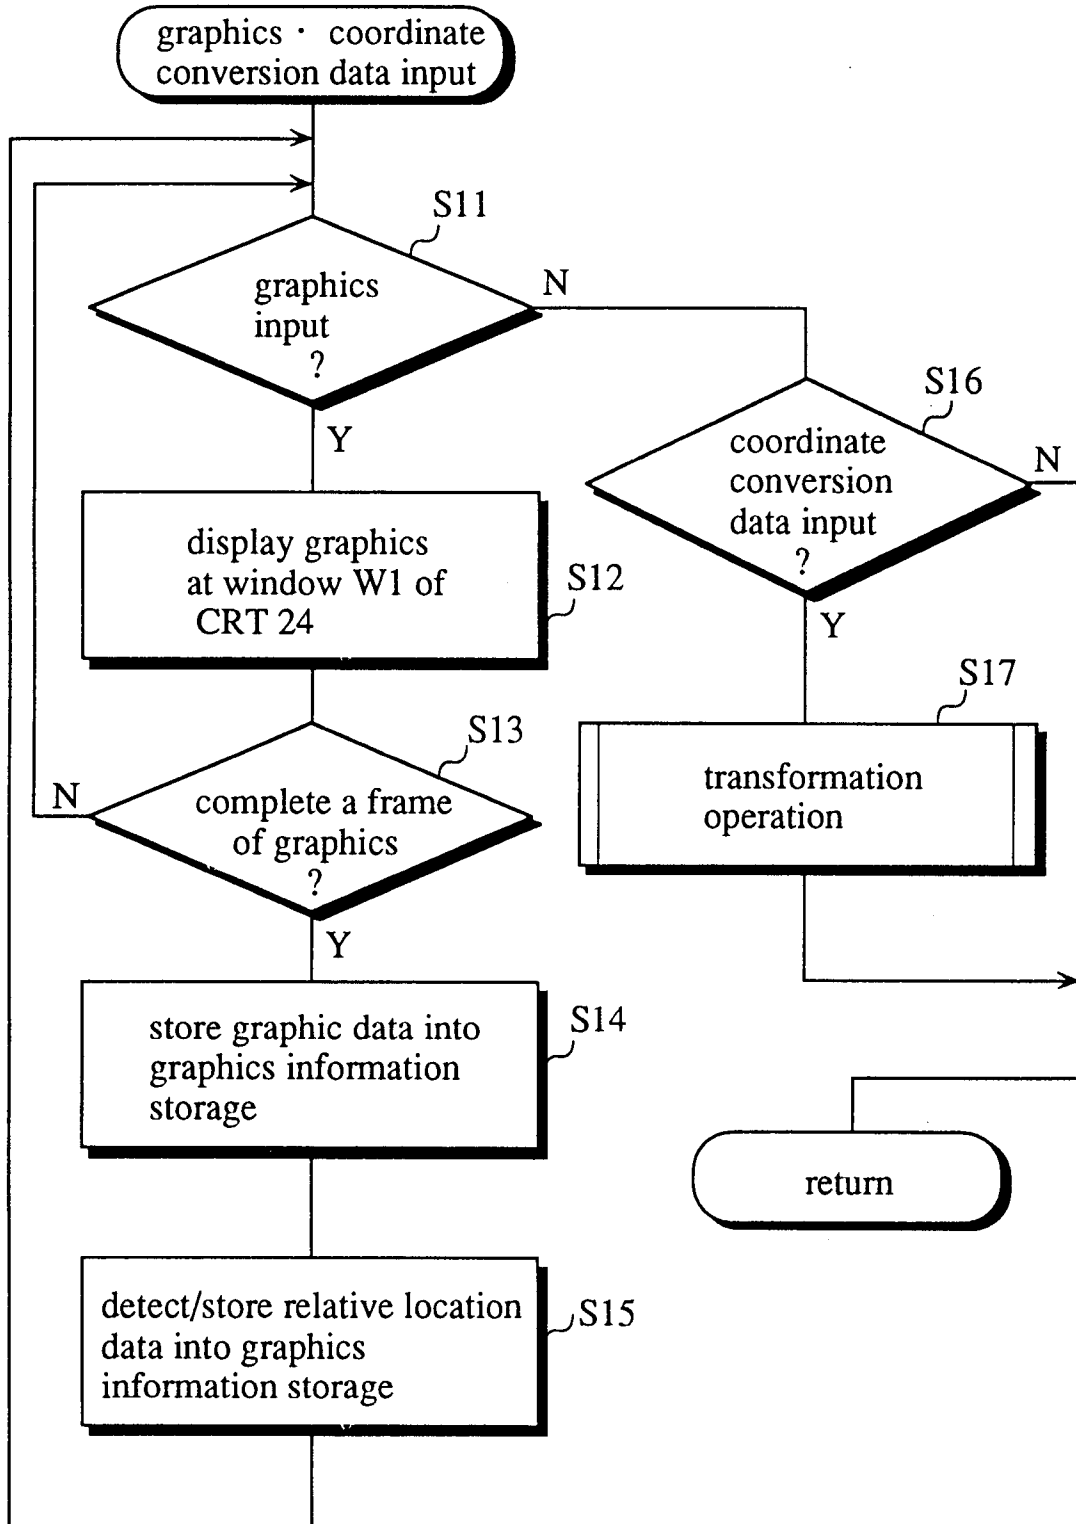 graphics · coordinate
conversion data input
S11
graphics
input
?
N
Y
S16
coordinate
conversion
data input
?
N
Y
display graphics
at window W1 of
CRT 24
S12
S17
transformation
operation
S13
complete a frame
of graphics
?
N
Y
store graphic data into
graphics information
storage
S14
return
detect/store relative location
data into graphics
information storage
S15